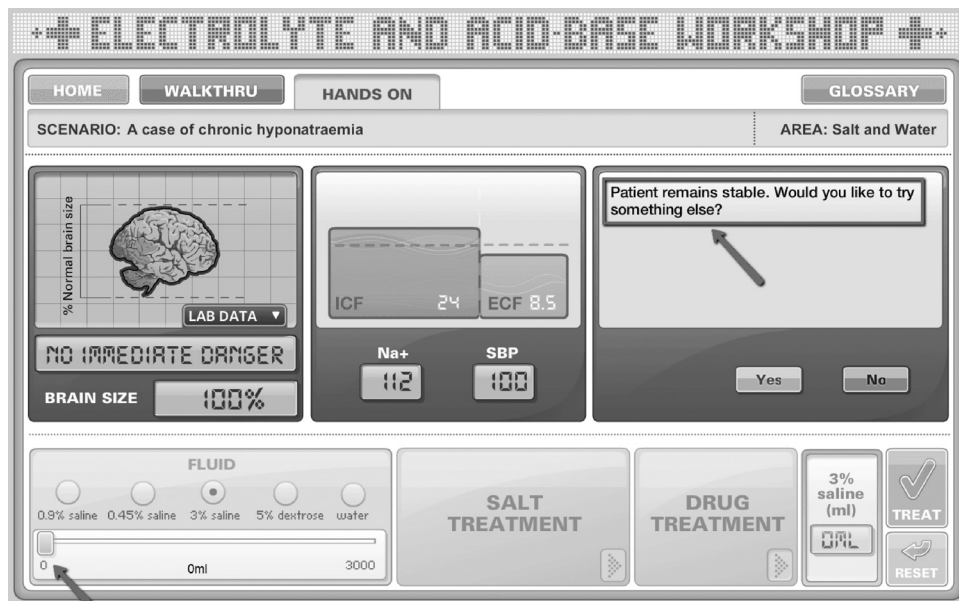 ELECTROLYTE AND ACID-BASE WORKSHOP
HOME
WALKTHRU
HANDS ON
GLOSSARY
SCENARIO: A case of chronic hyponatraemia
AREA: Salt and Water
% Normal brain size
LAB DATA
NO IMMEDIATE DANGER
BRAIN SIZE
100%
ICF
24
ECF 8.5
Na+
SBP
112
100
Patient remains stable. Would you like to try
something else?
Yes
No
FLUID
0.9% saline
0.45% saline
3% saline
5% dextrose
water
0
0ml
3000
SALT
TREATMENT
DRUG
TREATMENT
3%
saline
(ml)
0ML
TREAT
RESET